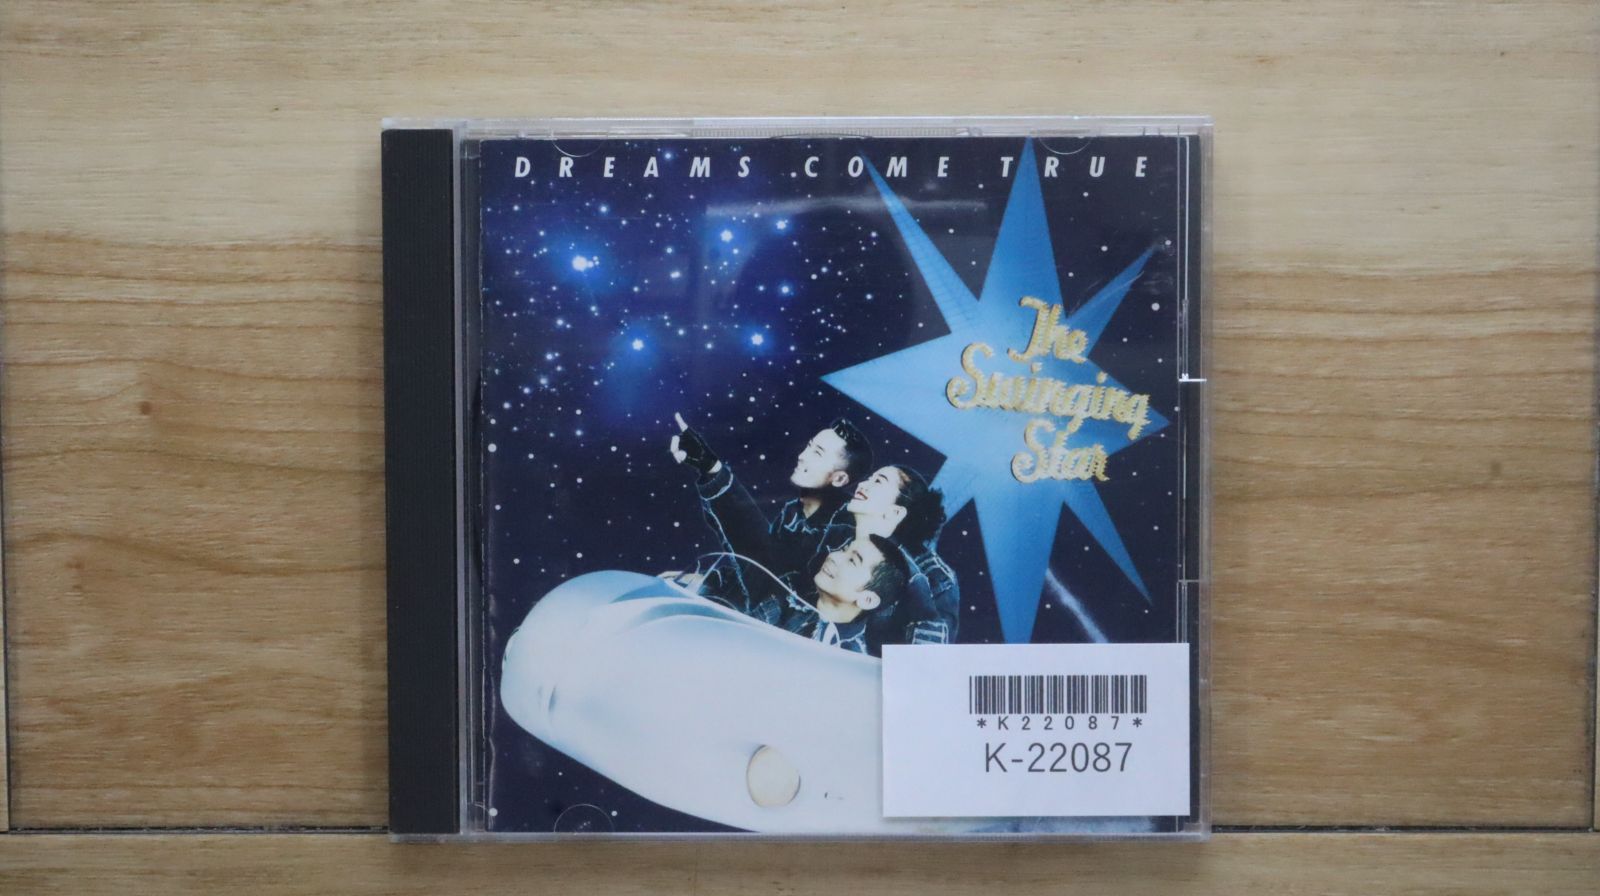 DREAMS COME TRUE
The
Swinging
Star
*K22087*
K-22087